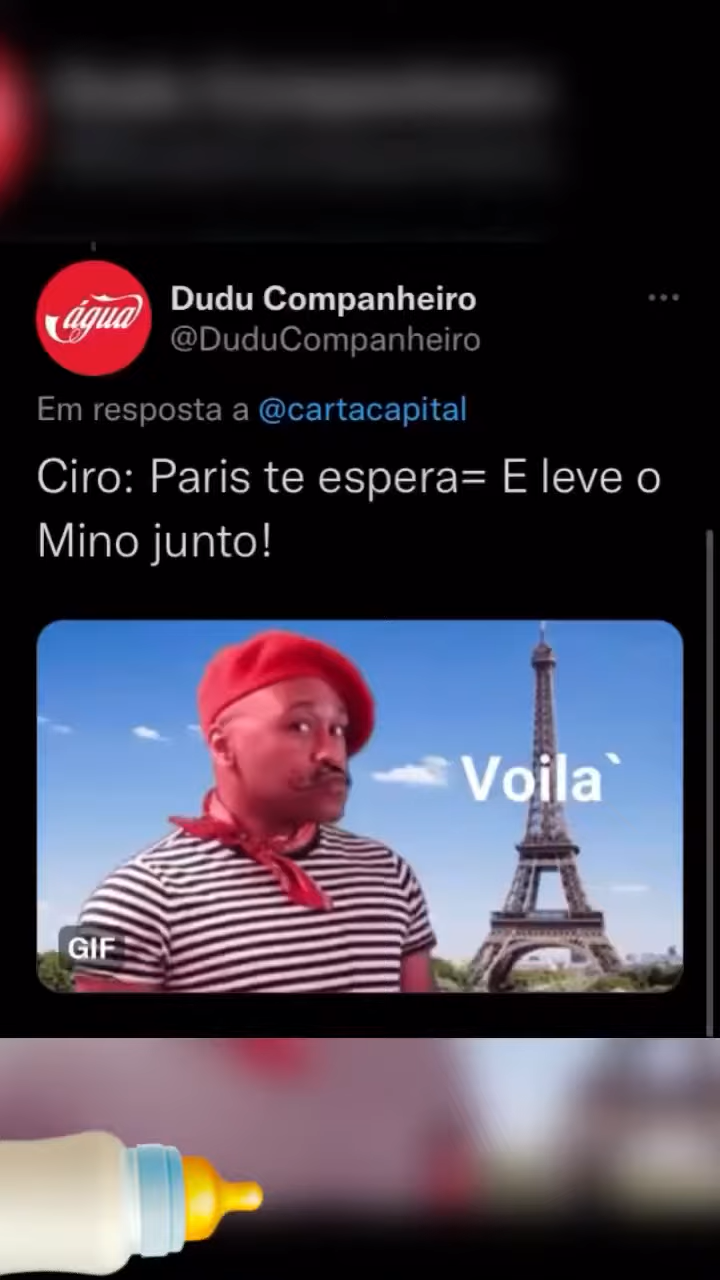 água
Dudu Companheiro
@DuduCompanheiro
Em resposta a @cartacapital
Ciro: Paris te espera= E leve o
Mino junto!
Voila`
GIF